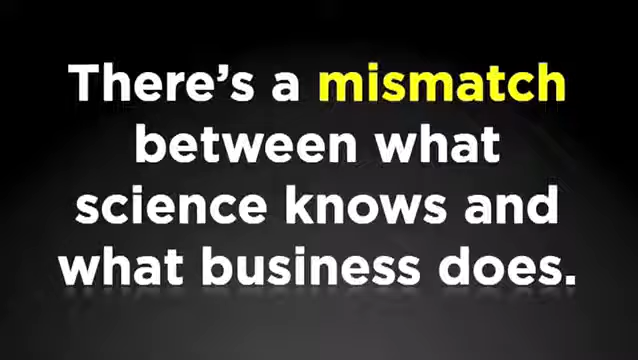 There’s a mismatch
between what
science knows and
what business does.